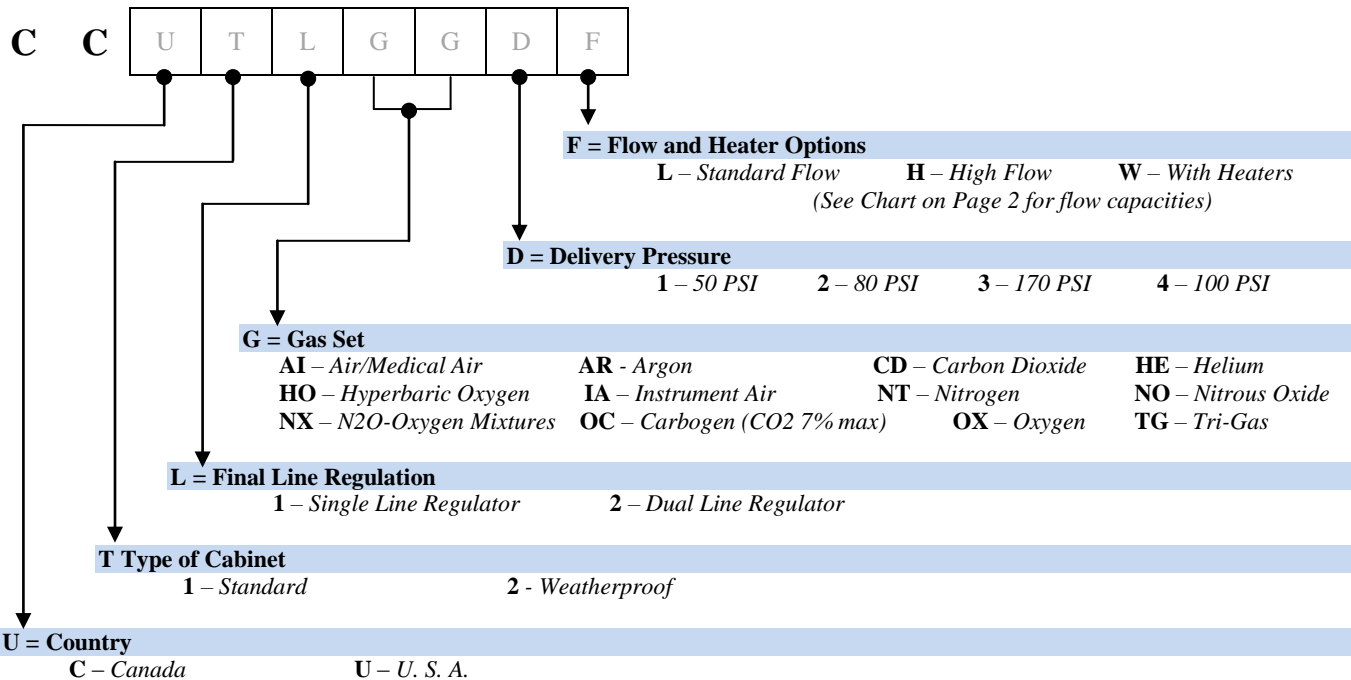 C C U T L G G D F
F = Flow and Heater Options
L – Standard Flow H – High Flow W – With Heaters
(See Chart on Page 2 for flow capacities)
D = Delivery Pressure
1 – 50 PSI 2 – 80 PSI 3 – 170 PSI 4 – 100 PSI
G = Gas Set
AI – Air/Medical Air AR - Argon CD – Carbon Dioxide HE – Helium
HO – Hyperbaric Oxygen IA – Instrument Air NT – Nitrogen NO – Nitrous Oxide
NX – N2O-Oxygen Mixtures OC – Carbogen (CO2 7% max) OX – Oxygen TG – Tri-Gas
L = Final Line Regulation
1 – Single Line Regulator 2 – Dual Line Regulator
T Type of Cabinet
1 – Standard 2 - Weatherproof
U = Country
C – Canada U – U. S. A.